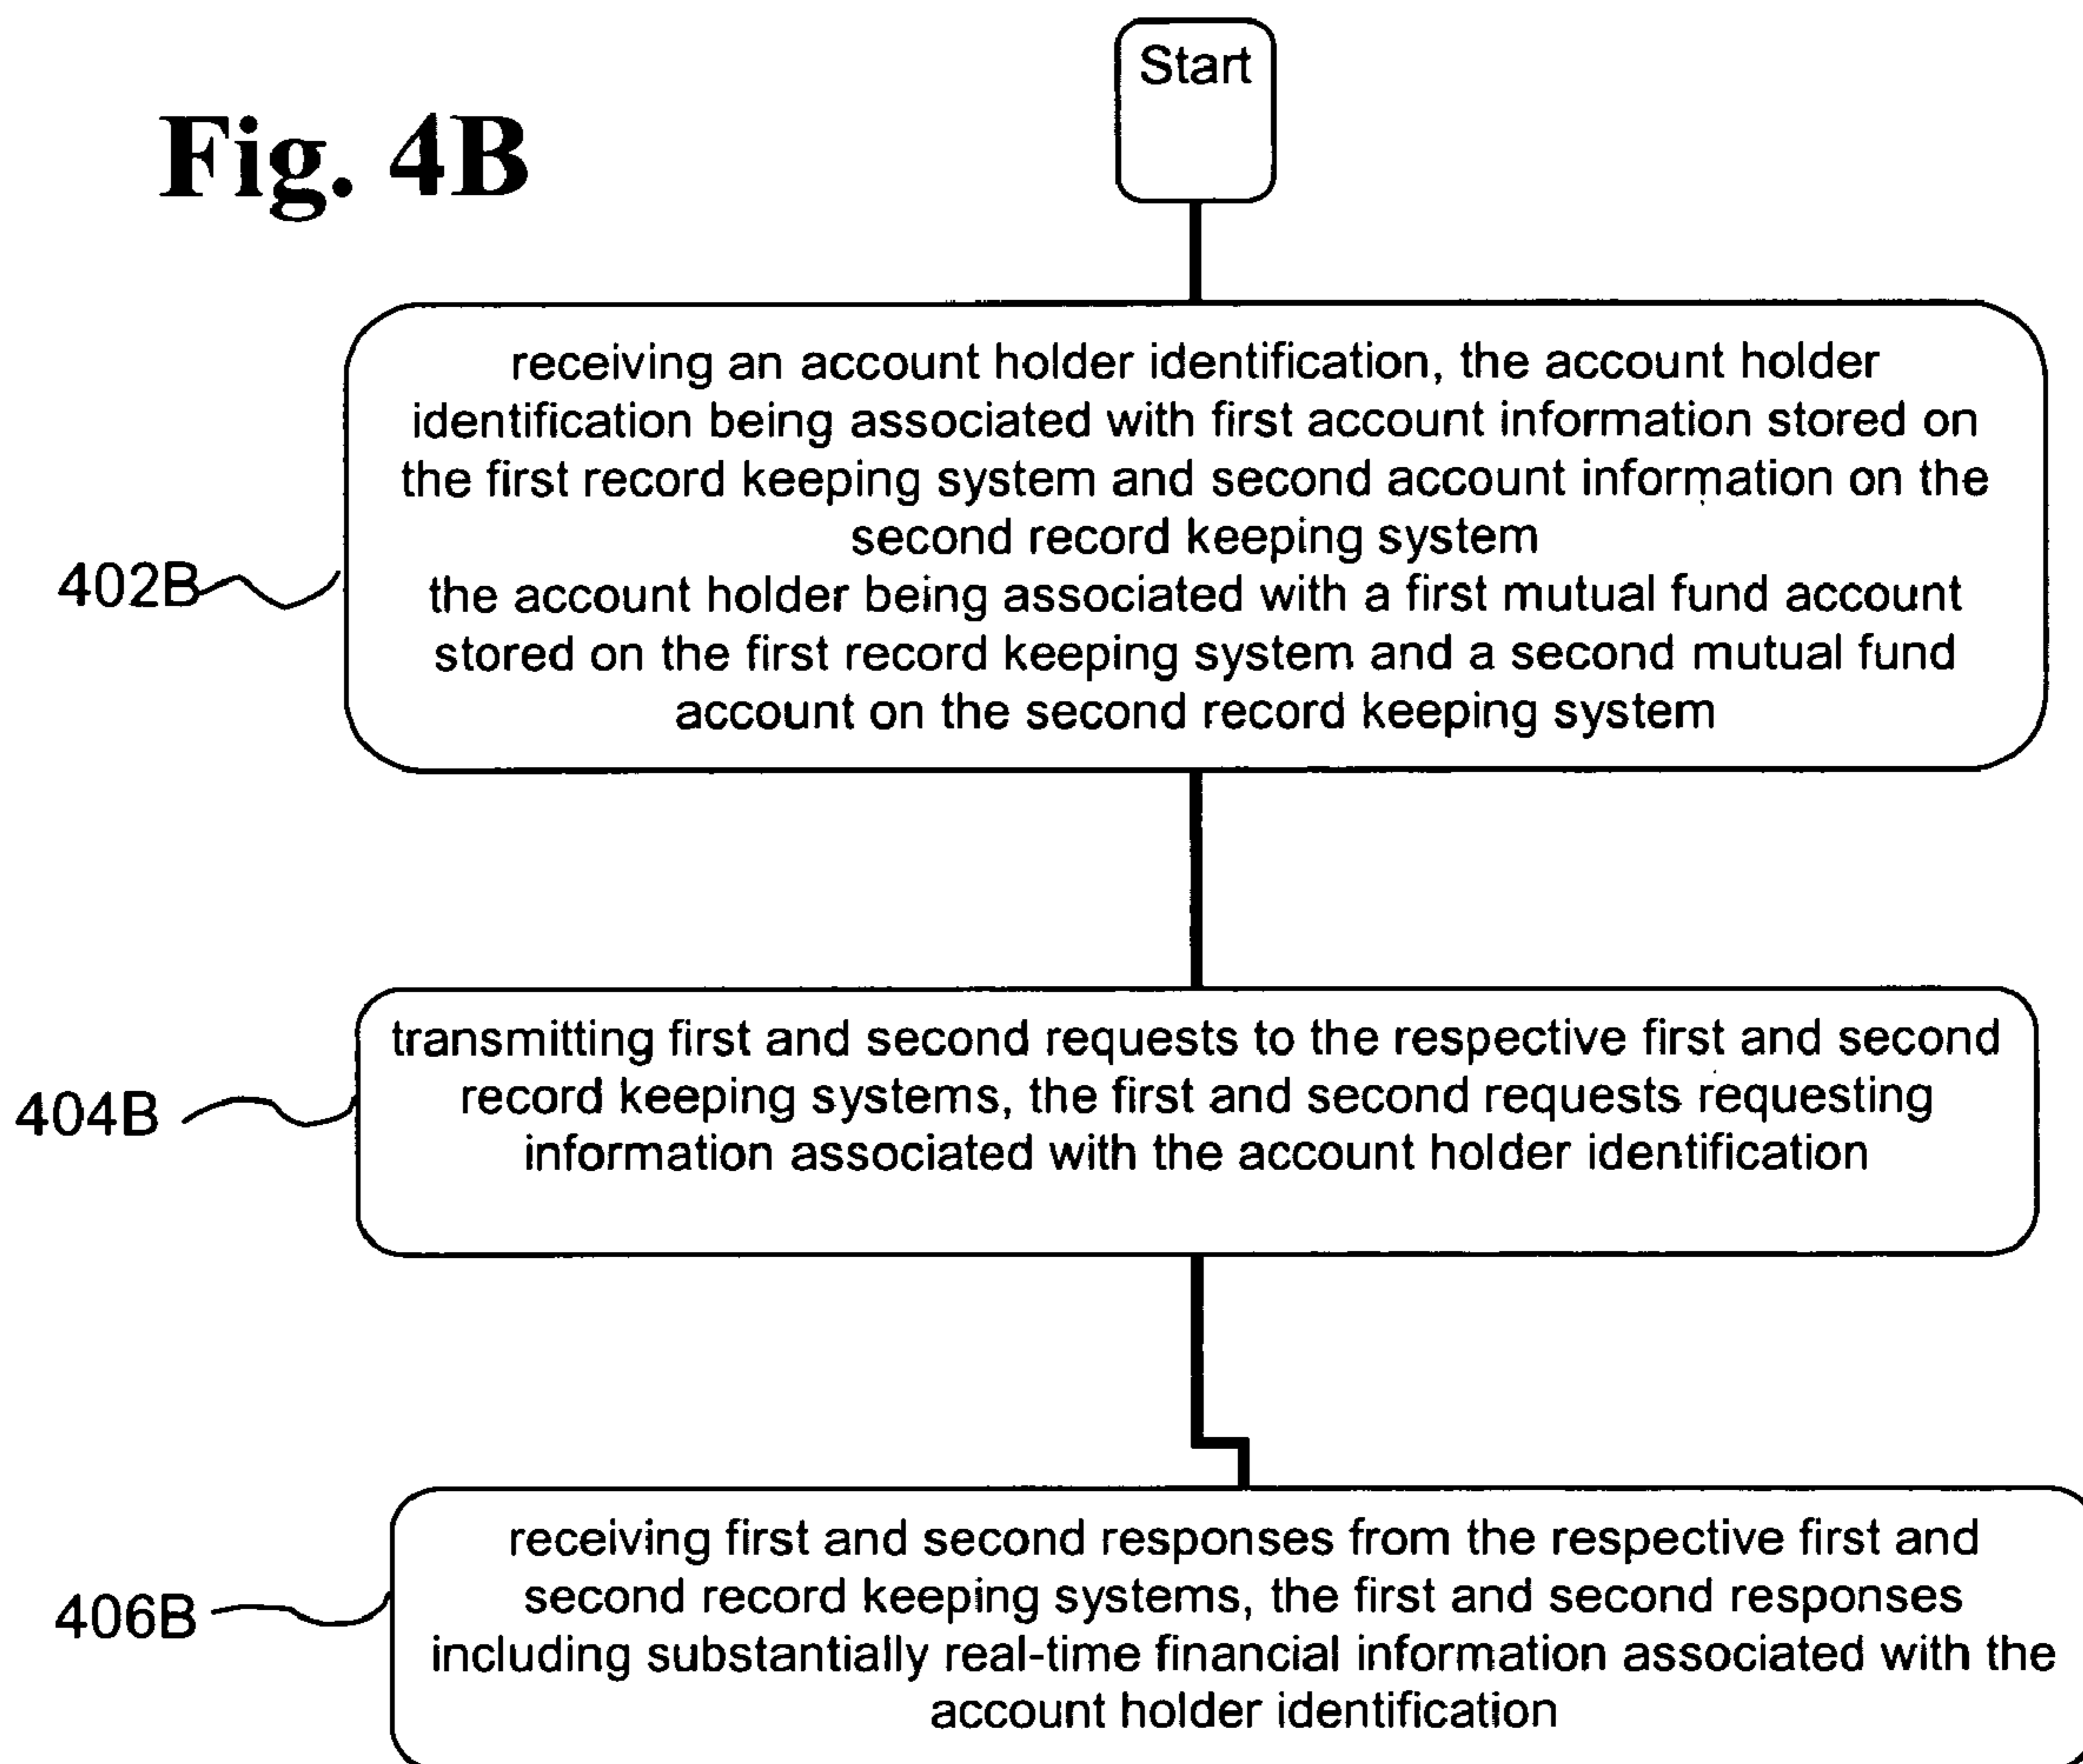 Start
Fig. 4B
receiving an account holder identification, the account holder
identification being associated with first account information stored on
the first record keeping system and second account information on the
second record keeping system
the account holder being associated with a first mutual fund account
stored on the first record keeping system and a second mutual fund
account on the second record keeping system
402B
transmitting first and second requests to the respective first and second
record keeping systems, the first and second requests requesting
information associated with the account holder identification
404B
receiving first and second responses from the respective first and
second record keeping systems, the first and second responses
including substantially real-time financial information associated with the
account holder identification
406B